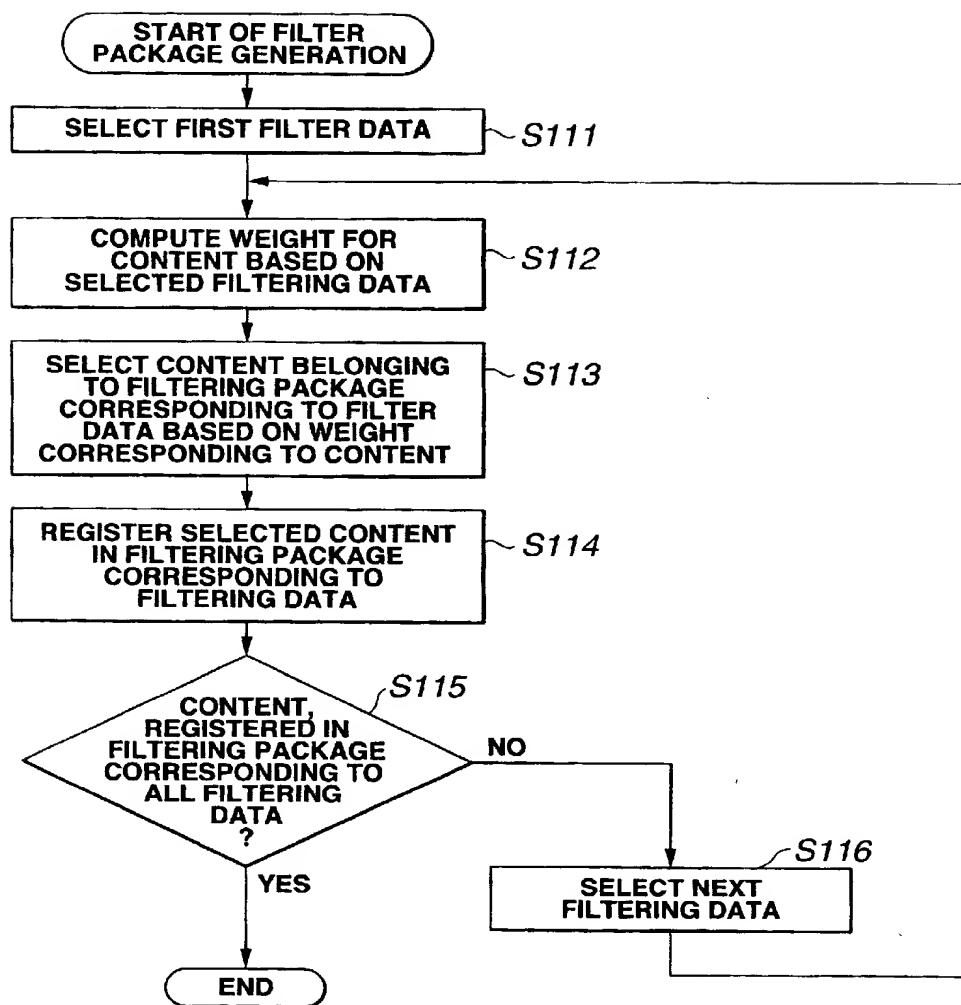 START OF FILTER
PACKAGE GENERATION
SELECT FIRST FILTER DATA
S111
COMPUTE WEIGHT FOR
CONTENT BASED ON
SELECTED FILTERING DATA
S112
SELECT CONTENT BELONGING
TO FILTERING PACKAGE
CORRESPONDING TO FILTER
DATA BASED ON WEIGHT
CORRESPONDING TO CONTENT
S113
REGISTER SELECTED CONTENT
IN FILTERING PACKAGE
CORRESPONDING TO
FILTERING DATA
S114
S115
CONTENT,
REGISTERED IN
FILTERING PACKAGE
CORRESPONDING TO
ALL FILTERING
DATA
?
NO
YES
S116
SELECT NEXT
FILTERING DATA
END